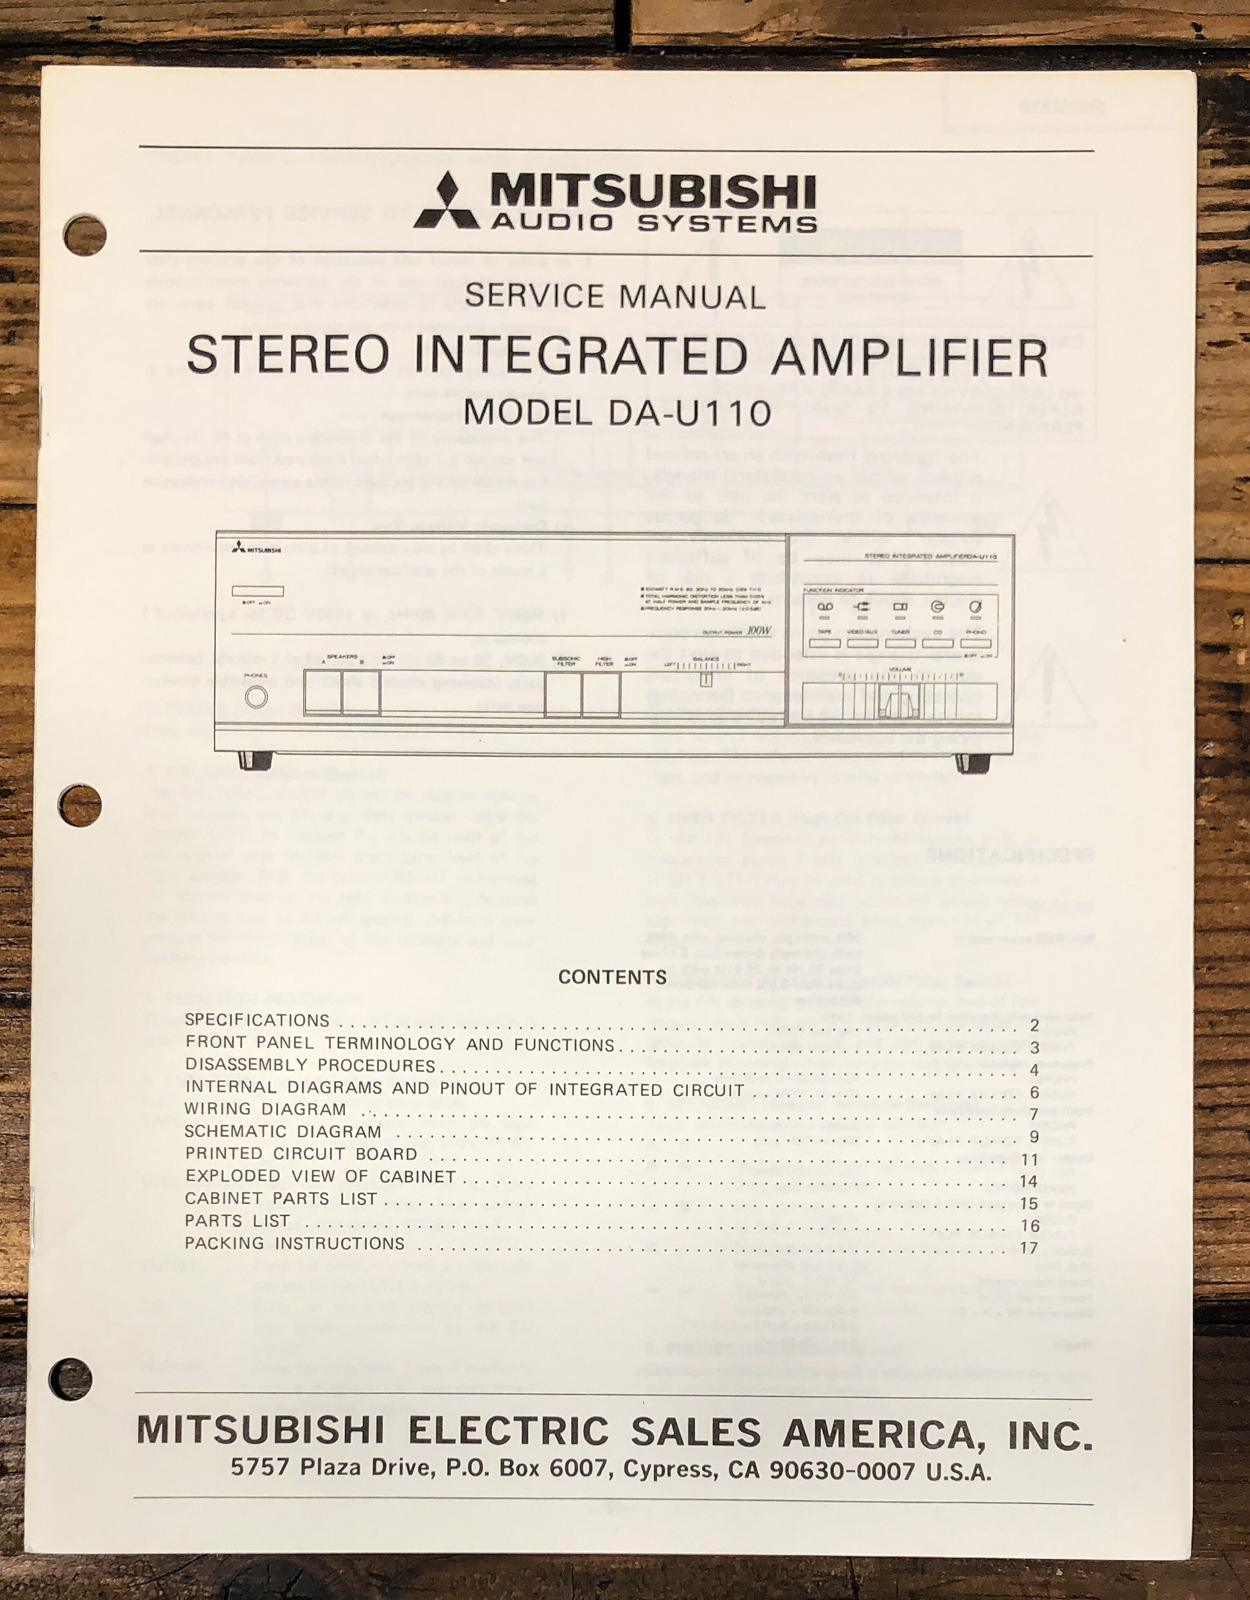 MITSUBISHI
AUDIO SYSTEMS
SERVICE MANUAL
STEREO INTEGRATED AMPLIFIER
MODEL DA-U110
MITSUBISHI
STEREO INTEGRATED AMPLIFIER DA-U110
FUNCTION INDICATOR
TAPE VIDEO/AUX TUNER CD PHONO
OUTPUT POWER 100W
SPEAKERS
A B
SUBSONIC FILTER
HIGH FILTER
BALANCE
LEFT RIGHT
VOLUME
PHONES
CONTENTS
SPECIFICATIONS 2
FRONT PANEL TERMINOLOGY AND FUNCTIONS 3
DISASSEMBLY PROCEDURES 4
INTERNAL DIAGRAMS AND PINOUT OF INTEGRATED CIRCUIT 6
WIRING DIAGRAM 7
SCHEMATIC DIAGRAM 9
PRINTED CIRCUIT BOARD 11
EXPLODED VIEW OF CABINET 14
CABINET PARTS LIST 15
PARTS LIST 16
PACKING INSTRUCTIONS 17
MITSUBISHI ELECTRIC SALES AMERICA, INC.
5757 Plaza Drive, P.O. Box 6007, Cypress, CA 90630-0007 U.S.A.